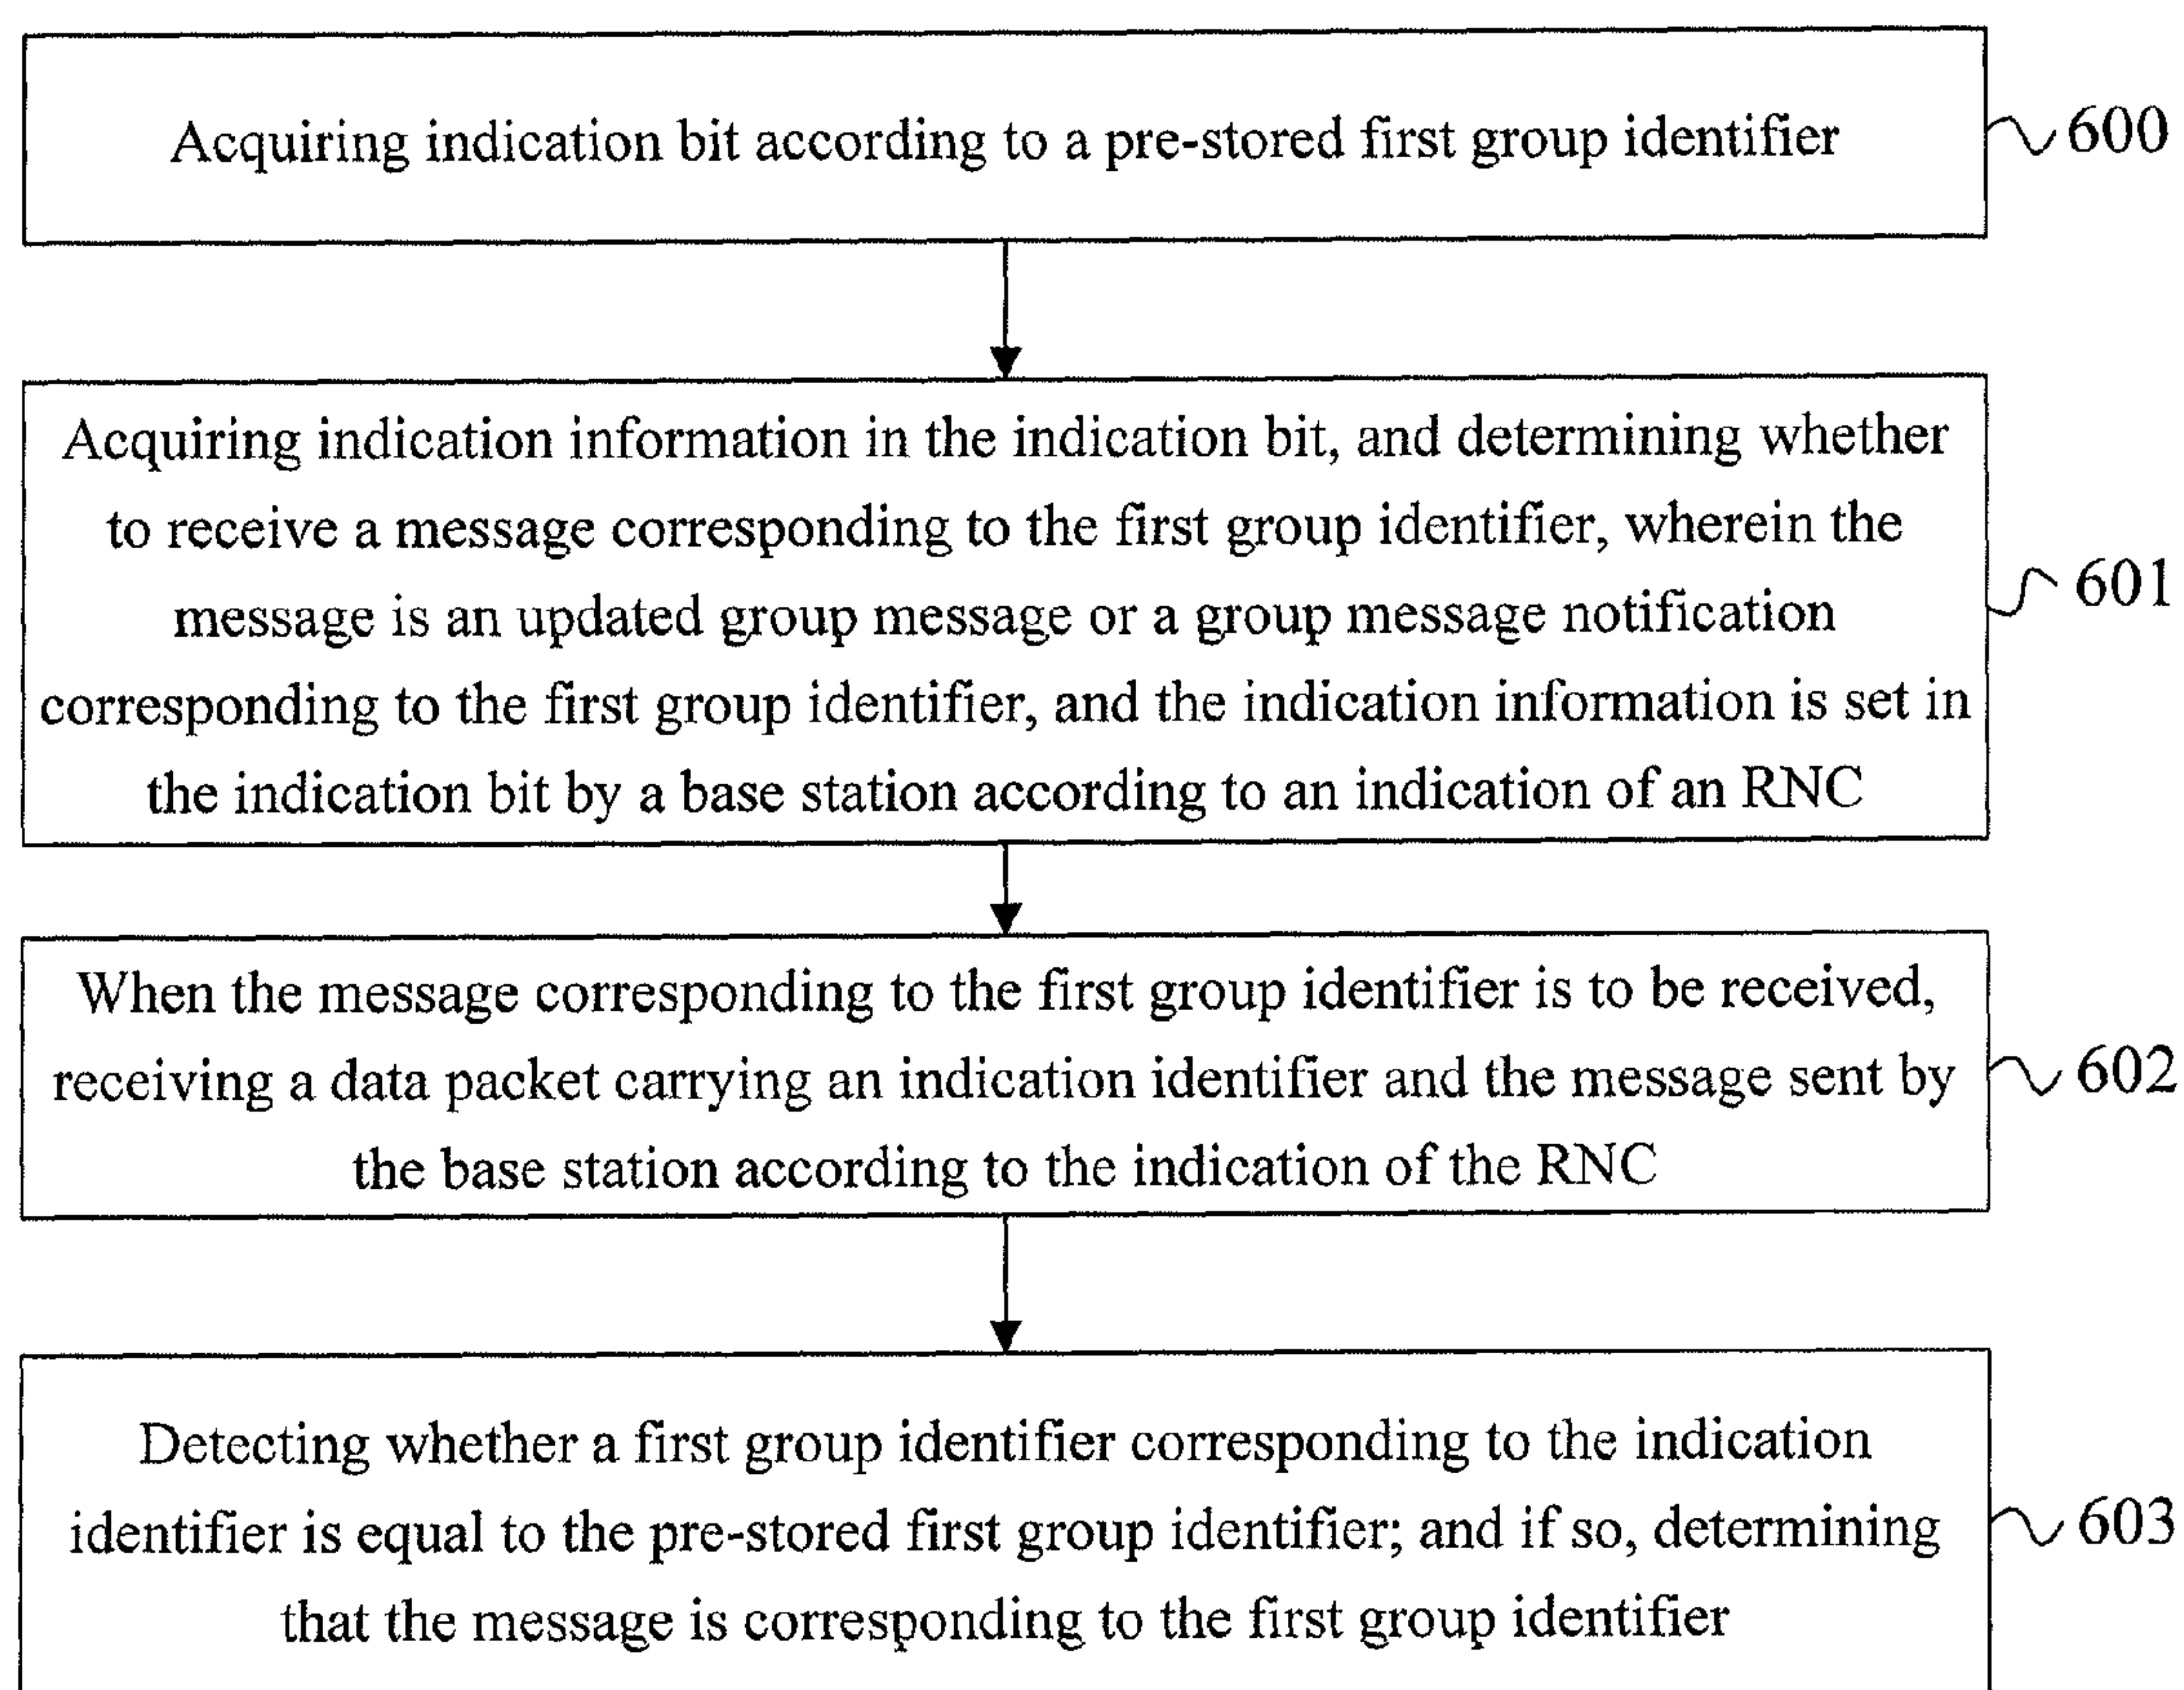 Acquiring indication bit according to a pre-stored first group identifier
600
Acquiring indication information in the indication bit, and determining whether
to receive a message corresponding to the first group identifier, wherein the
message is an updated group message or a group message notification
corresponding to the first group identifier, and the indication information is set in
the indication bit by a base station according to an indication of an RNC
601
When the message corresponding to the first group identifier is to be received,
receiving a data packet carrying an indication identifier and the message sent by
the base station according to the indication of the RNC
602
Detecting whether a first group identifier corresponding to the indication
identifier is equal to the pre-stored first group identifier; and if so, determining
that the message is corresponding to the first group identifier
603